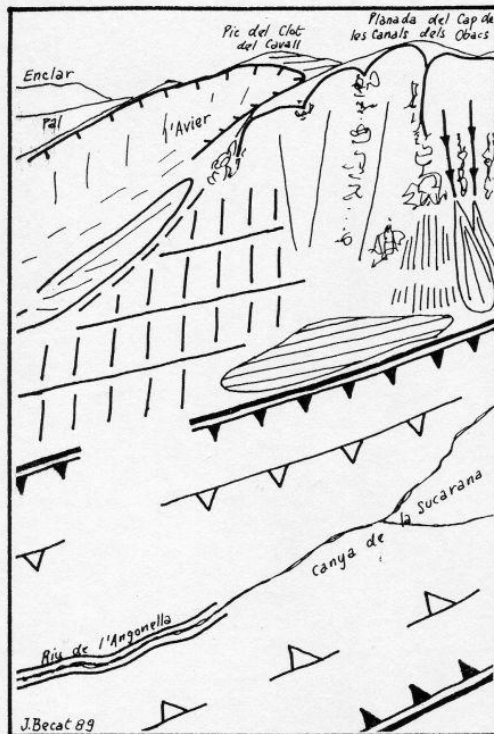 Pic del Clot
del Cavall
Planada del Cap de
les Canals dels Obacs
Enclar
Pal
l'Avier
Canya de la Sucarana
Riu de l'Angonella
J.Becat 89